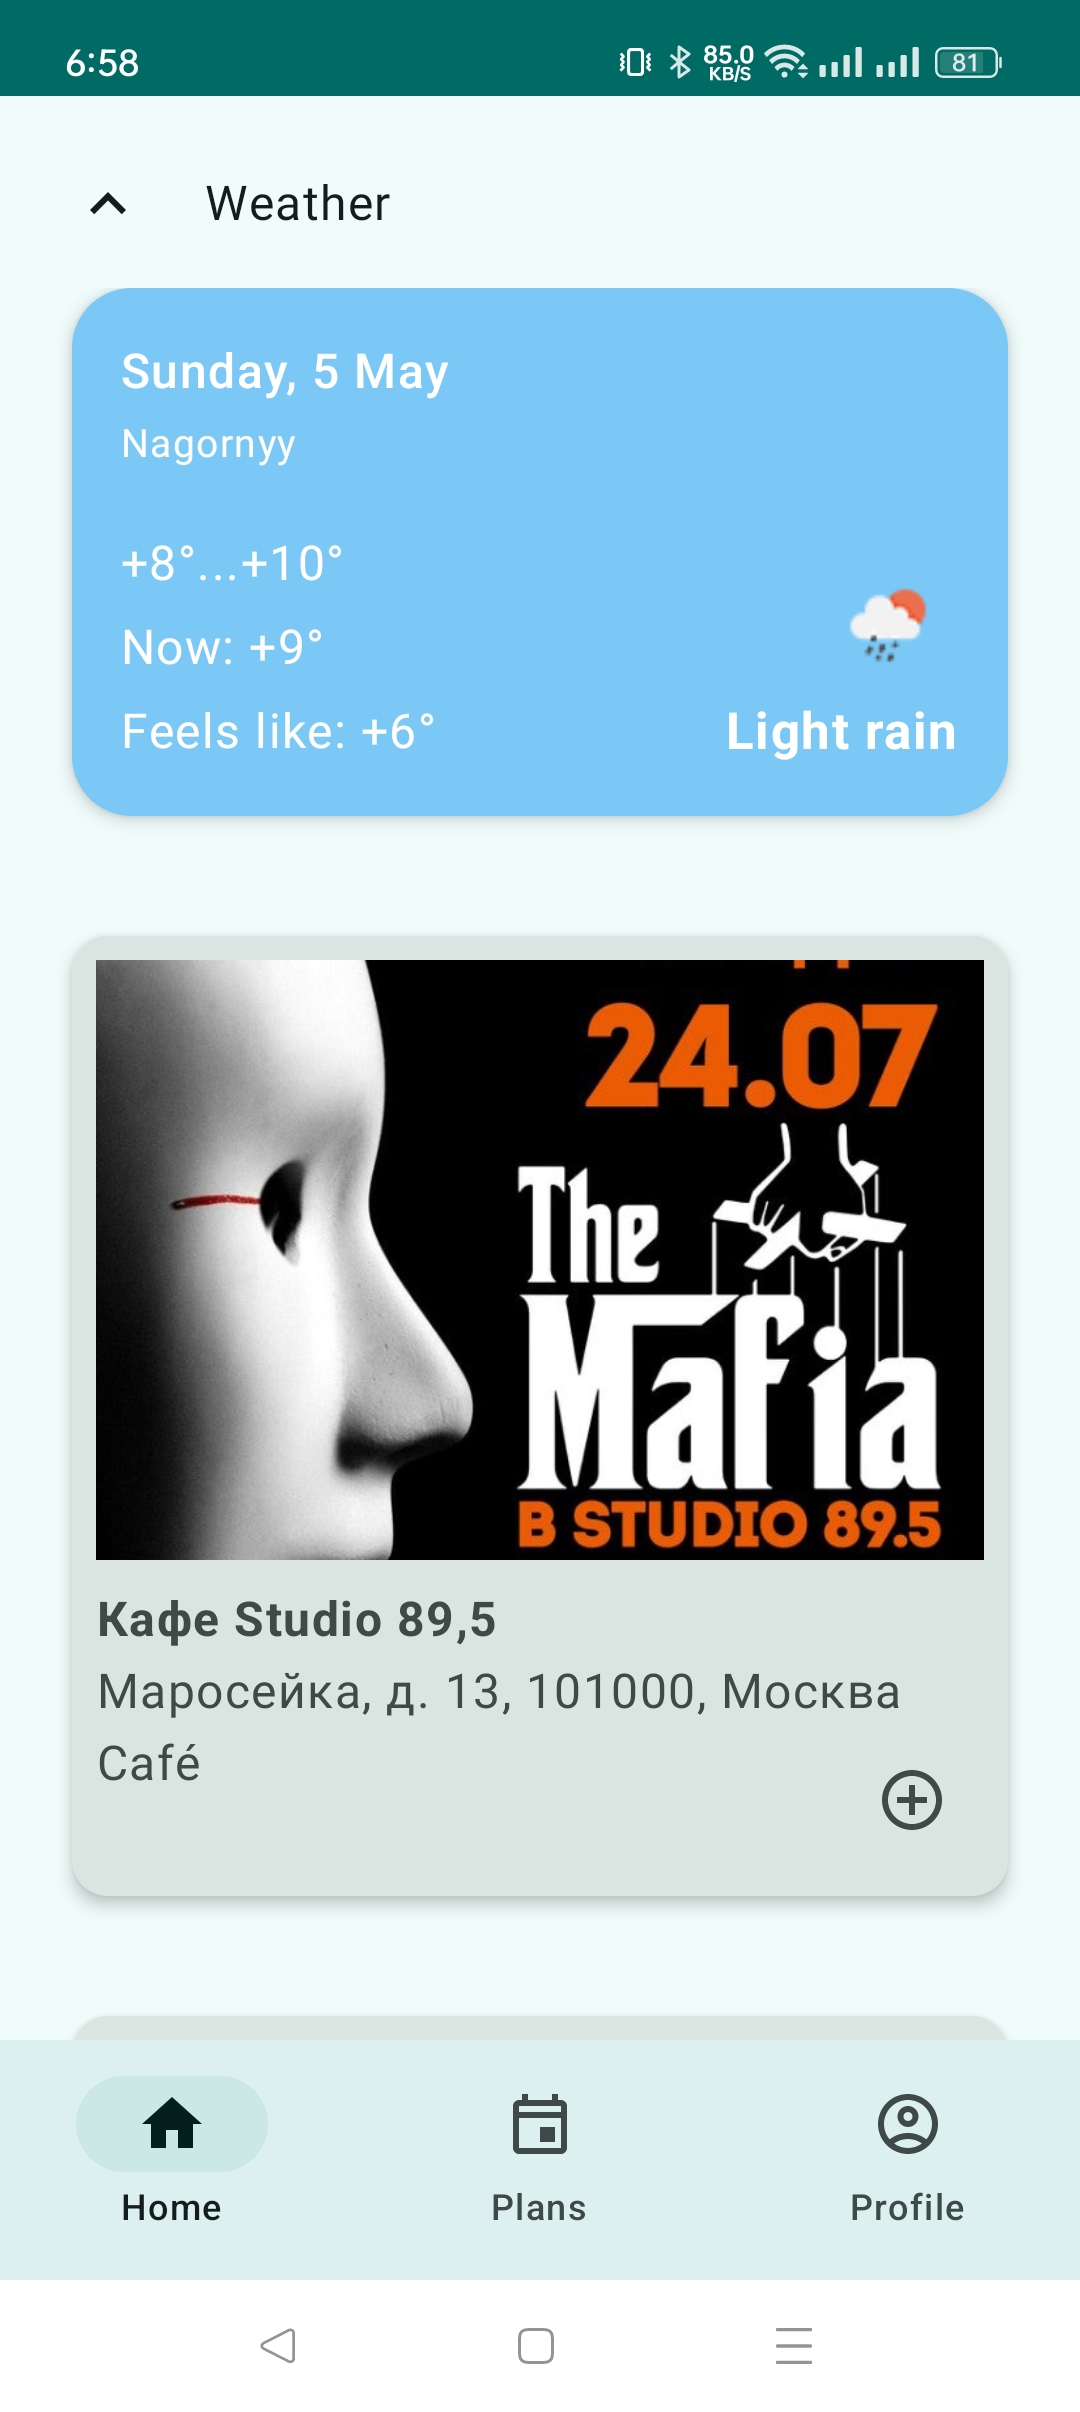 6:58
85.0
KB/S
81
Weather
Sunday, 5 May
Nagornyy
+8°...+10°
Now: +9°
Feels like: +6°
Light rain
24.07
The
Mafia
В STUDIO 89.5
Кафе Studio 89,5
Маросейка, д. 13, 101000, Москва
Café
Home
Plans
Profile